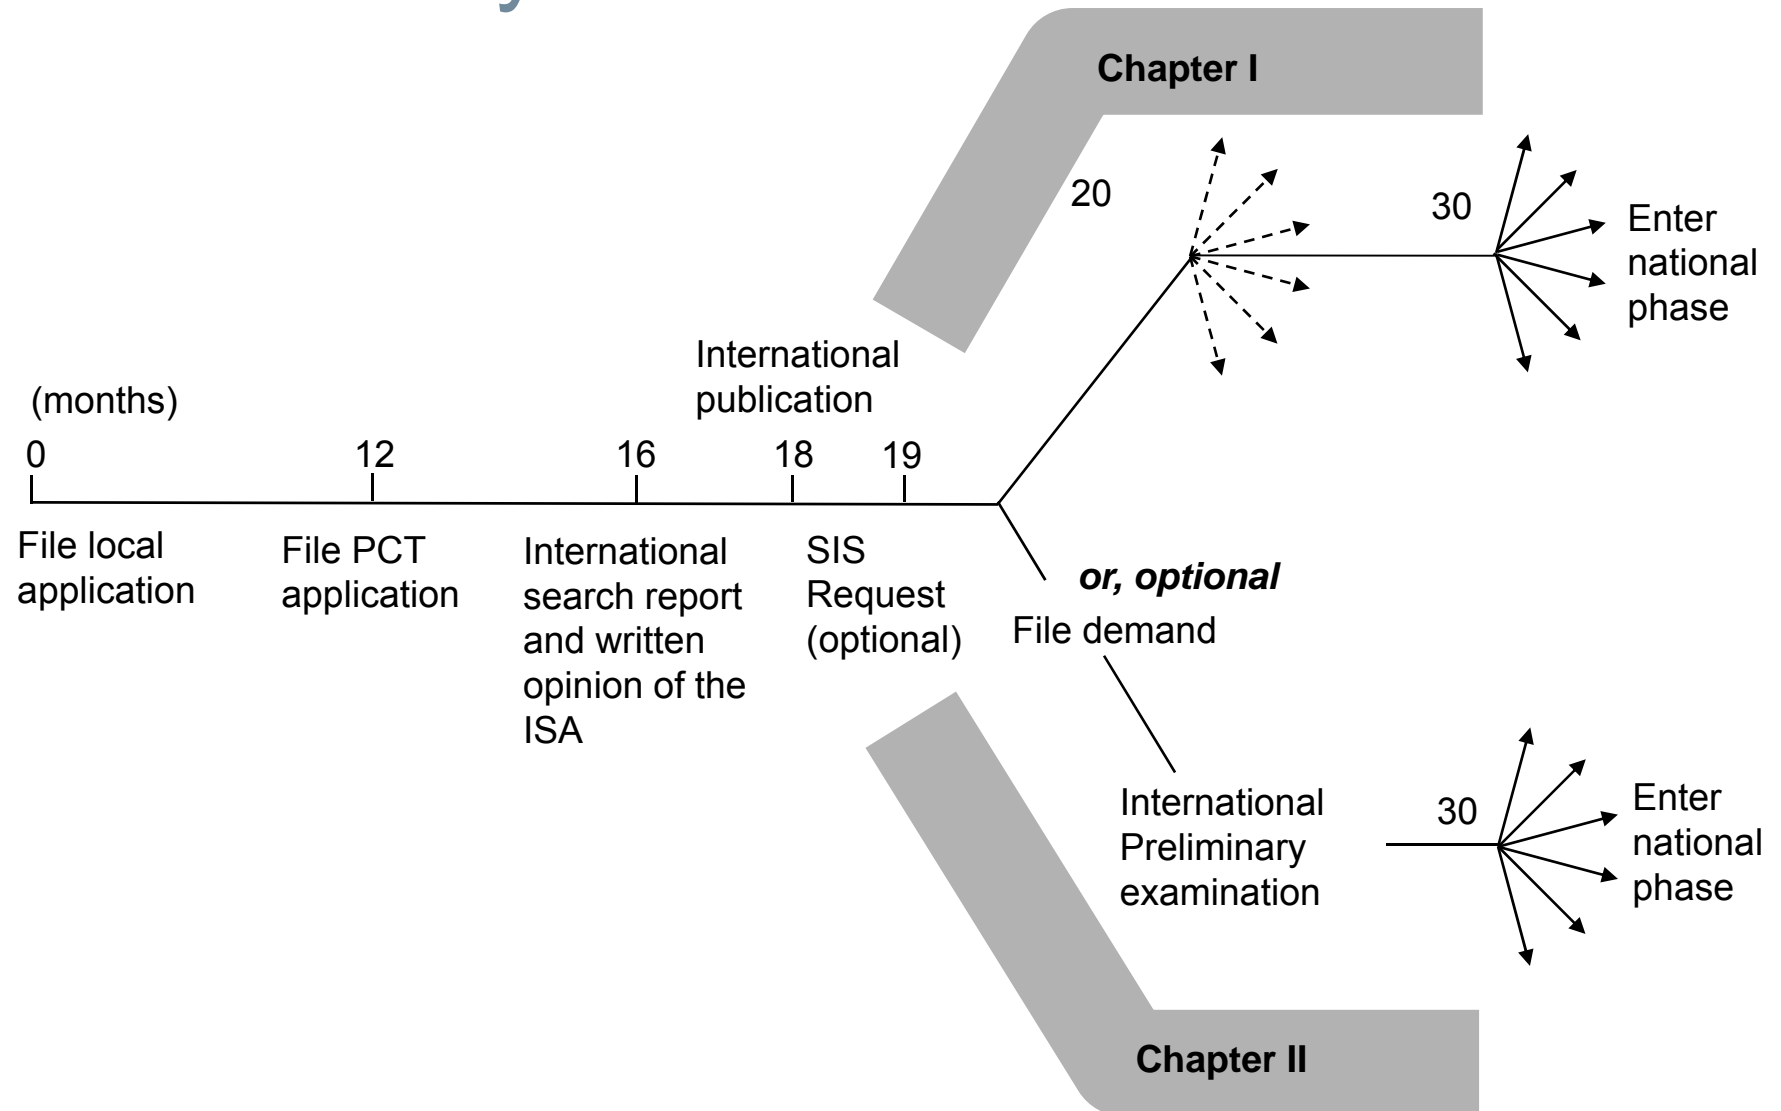 Chapter I
20
30
Enter
national
phase
International
publication
(months)
0
12
16
18
19
File local
application
File PCT
application
International
search report
and written
opinion of the
ISA
SIS
Request
(optional)
or, optional
File demand
International
Preliminary
examination
30
Enter
national
phase
Chapter II